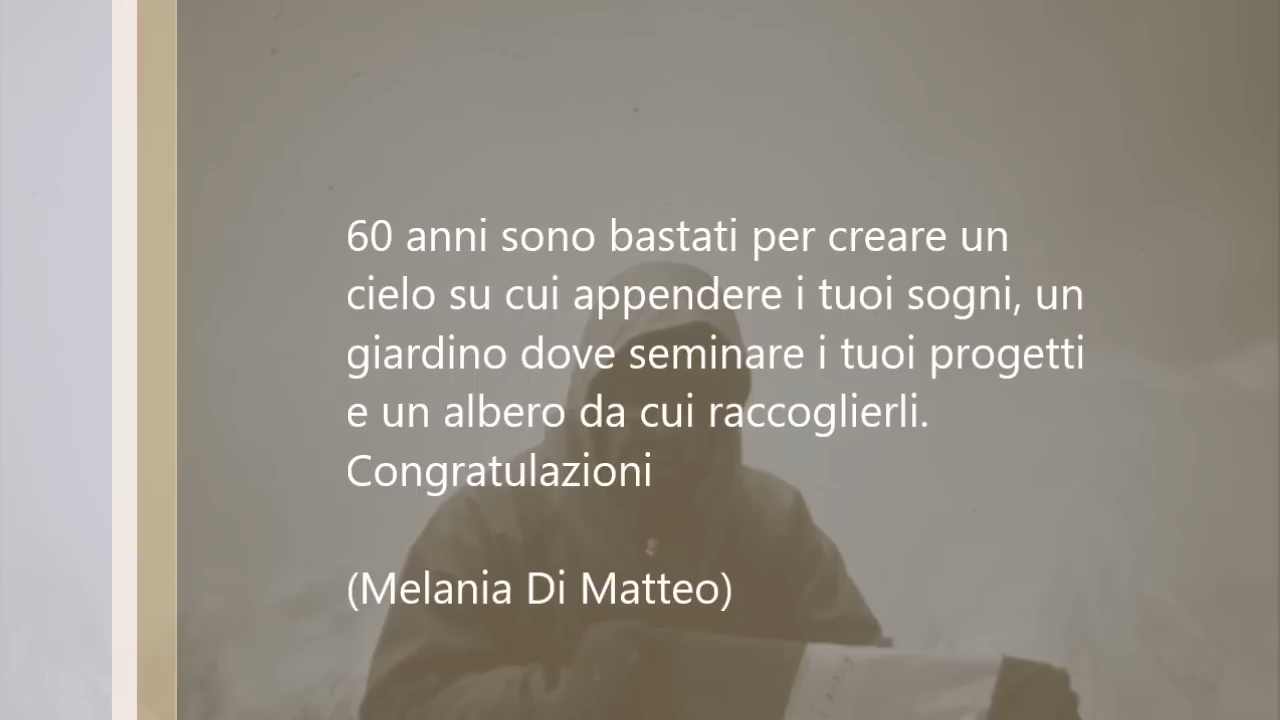 60 anni sono bastati per creare un
cielo su cui appendere i tuoi sogni, un
giardino dove seminare i tuoi progetti
e un albero da cui raccoglierli.
Congratulazioni
(Melania Di Matteo)